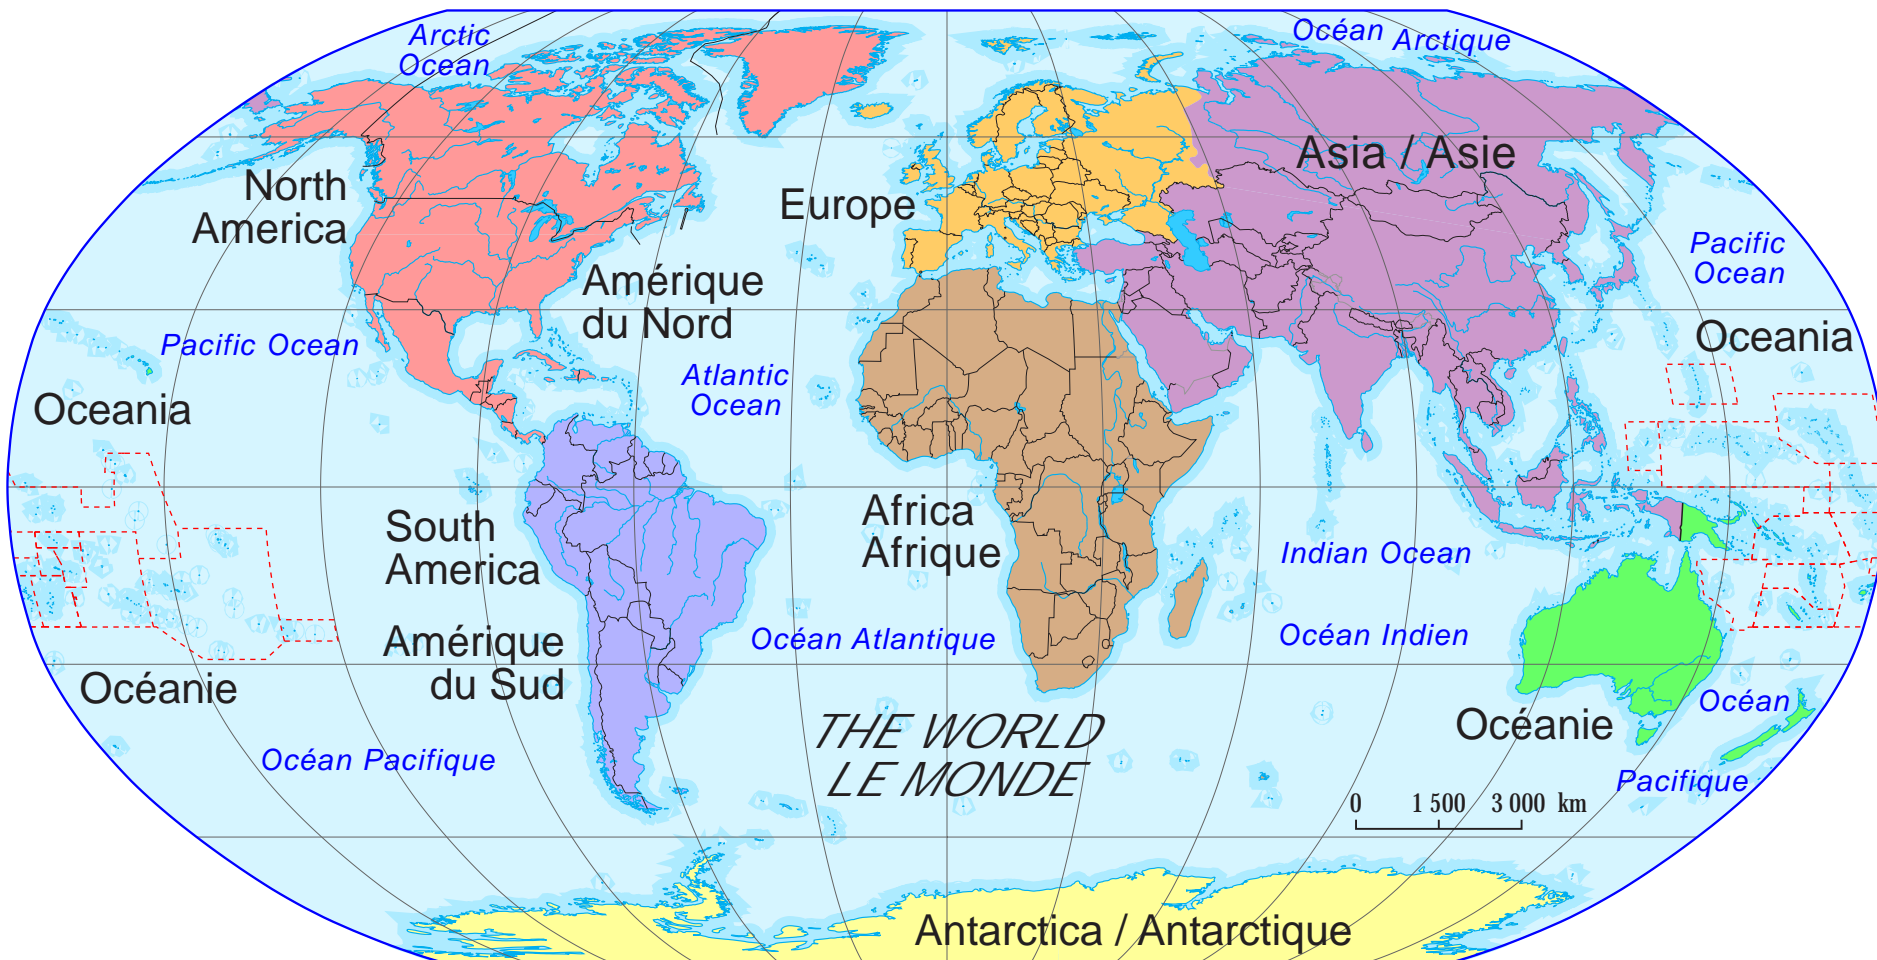 Arctic
Ocean
Océan Arctique
Asia / Asie
North
America
Europe
Pacific
Ocean
Amérique
du Nord
Pacific Ocean
Oceania
Atlantic
Ocean
Oceania
Africa
Afrique
South
America
Indian Ocean
Océan Atlantique
Océan Indien
Amérique
du Sud
Océanie
Océan
Pacifique
Océanie
THE WORLD
LE MONDE
Océan Pacifique
0 1 500 3 000 km
Antarctica / Antarctique